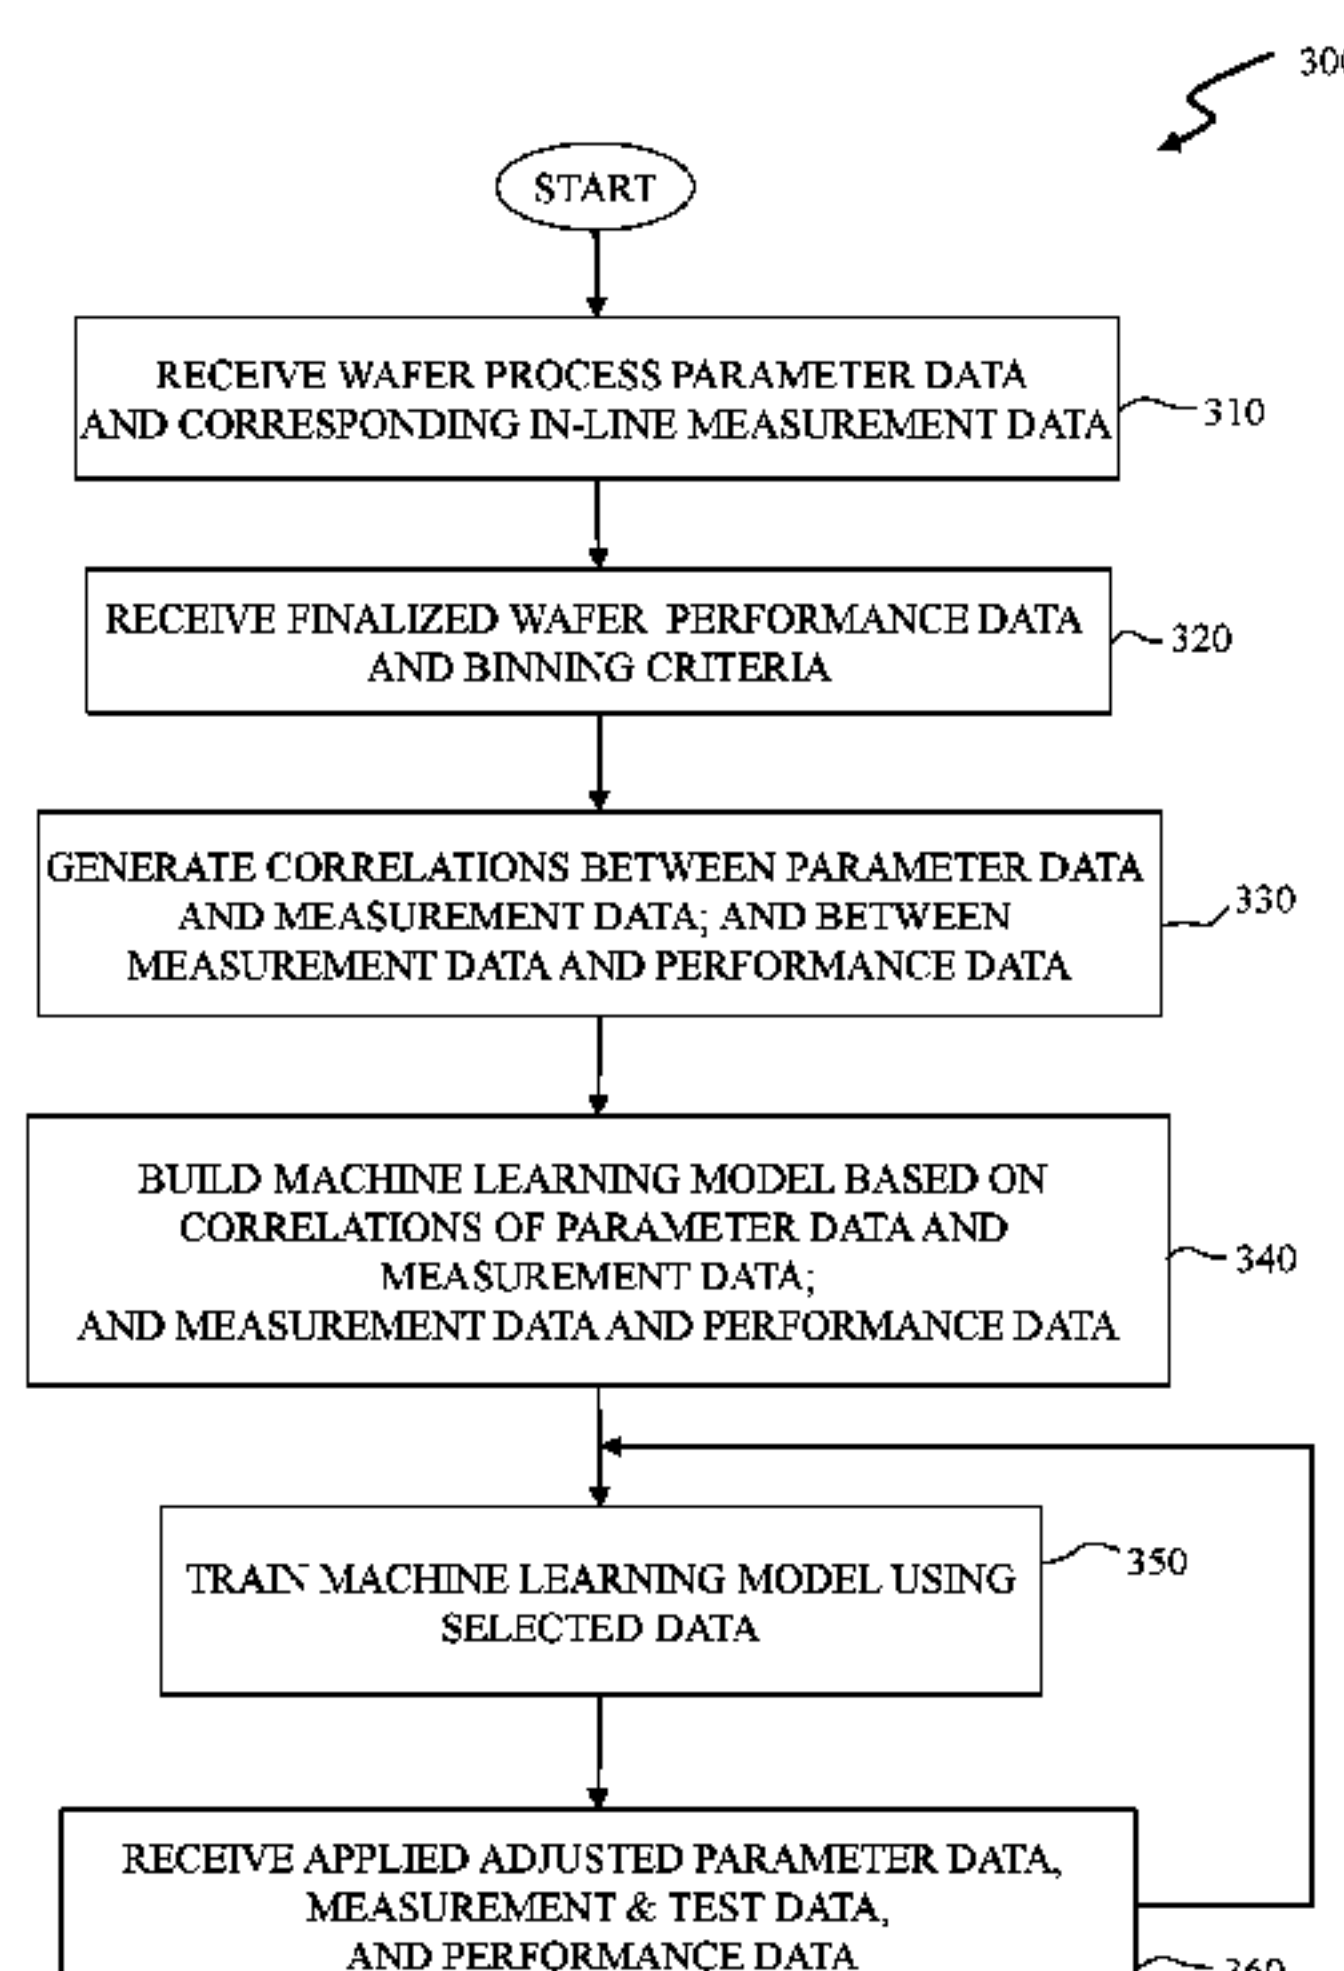 START
RECEIVE WAFER PROCESS PARAMETER DATA
AND CORRESPONDING IN-LINE MEASUREMENT DATA
310
RECEIVE FINALIZED WAFER PERFORMANCE DATA
AND BINNING CRITERIA
320
GENERATE CORRELATIONS BETWEEN PARAMETER DATA
AND MEASUREMENT DATA; AND BETWEEN
MEASUREMENT DATA AND PERFORMANCE DATA
330
BUILD MACHINE LEARNING MODEL BASED ON
CORRELATIONS OF PARAMETER DATA AND
MEASUREMENT DATA;
AND MEASUREMENT DATA AND PERFORMANCE DATA
340
TRAIN MACHINE LEARNING MODEL USING
SELECTED DATA
350
RECEIVE APPLIED ADJUSTED PARAMETER DATA,
MEASUREMENT & TEST DATA,
AND PERFORMANCE DATA